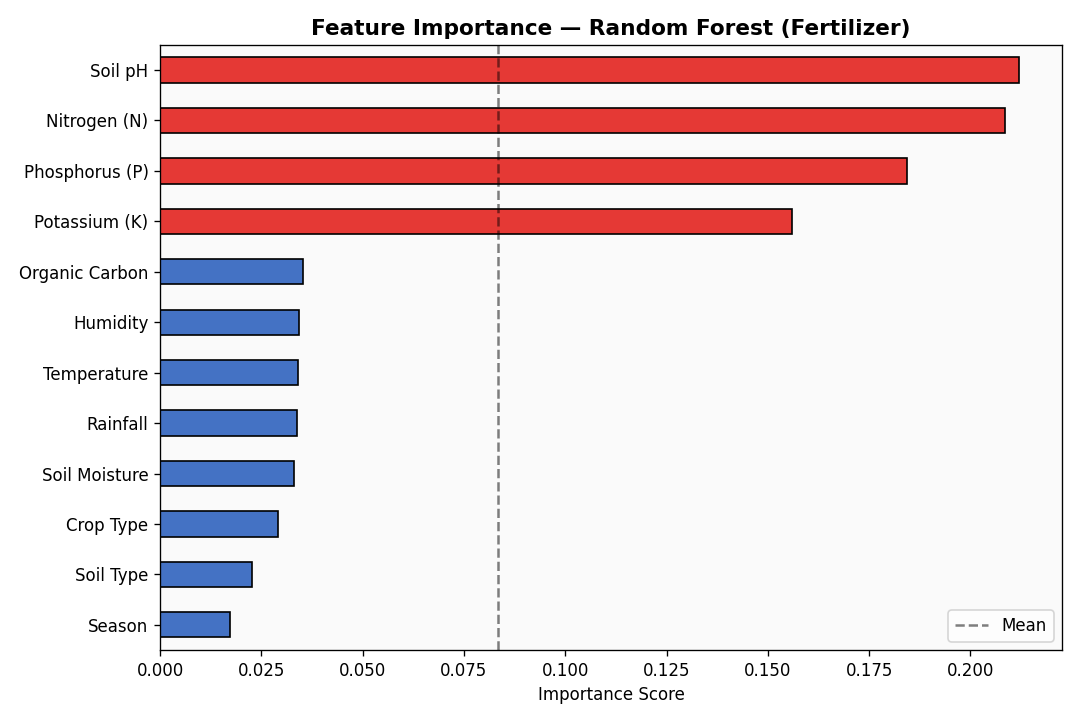 Feature Importance — Random Forest (Fertilizer)
Soil pH
Nitrogen (N)
Phosphorus (P)
Potassium (K)
Organic Carbon
Humidity
Temperature
Rainfall
Soil Moisture
Crop Type
Soil Type
Season
Mean
0.000 0.025 0.050 0.075 0.100 0.125 0.150 0.175 0.200
Importance Score